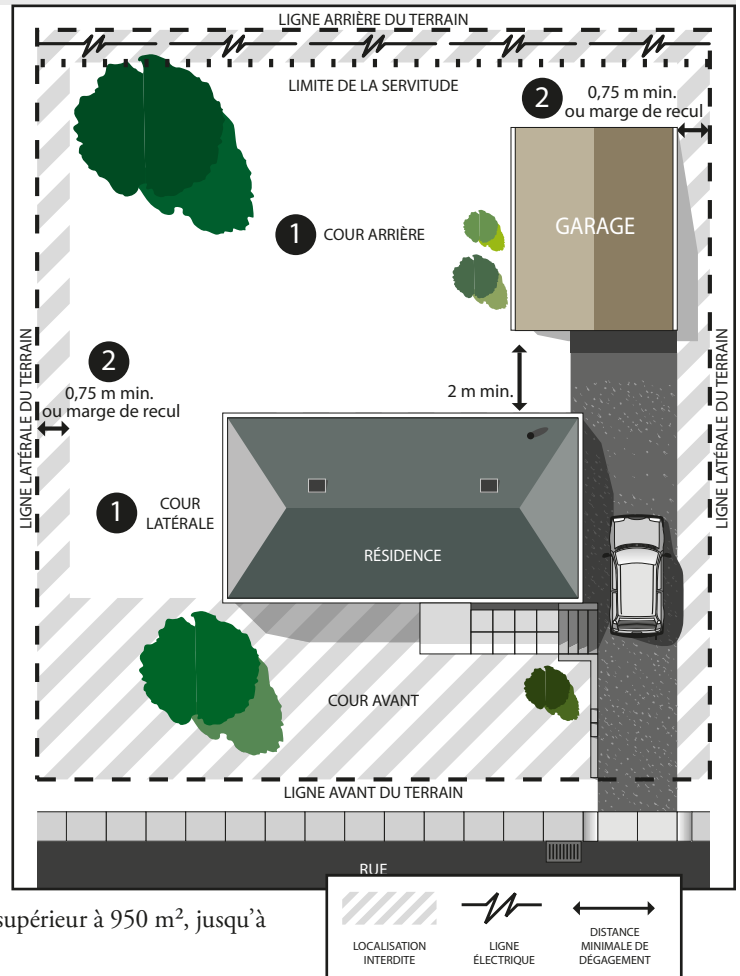 LIGNE ARRIÈRE DU TERRAIN
LIMITE DE LA SERVITUDE
2
0,75 m min.
ou marge de recul
GARAGE
1
COUR ARRIÈRE
LIGNE LATÉRALE DU TERRAIN
2
0,75 m min.
ou marge de recul
2 m min.
LIGNE LATÉRALE DU TERRAIN
1
COUR
LATÉRALE
RÉSIDENCE
COUR AVANT
LIGNE AVANT DU TERRAIN
RUE
supérieur à 950 m², jusqu’à
LOCALISATION
INTERDITE
LIGNE
ÉLECTRIQUE
DISTANCE
MINIMALE DE
DÉGAGEMENT